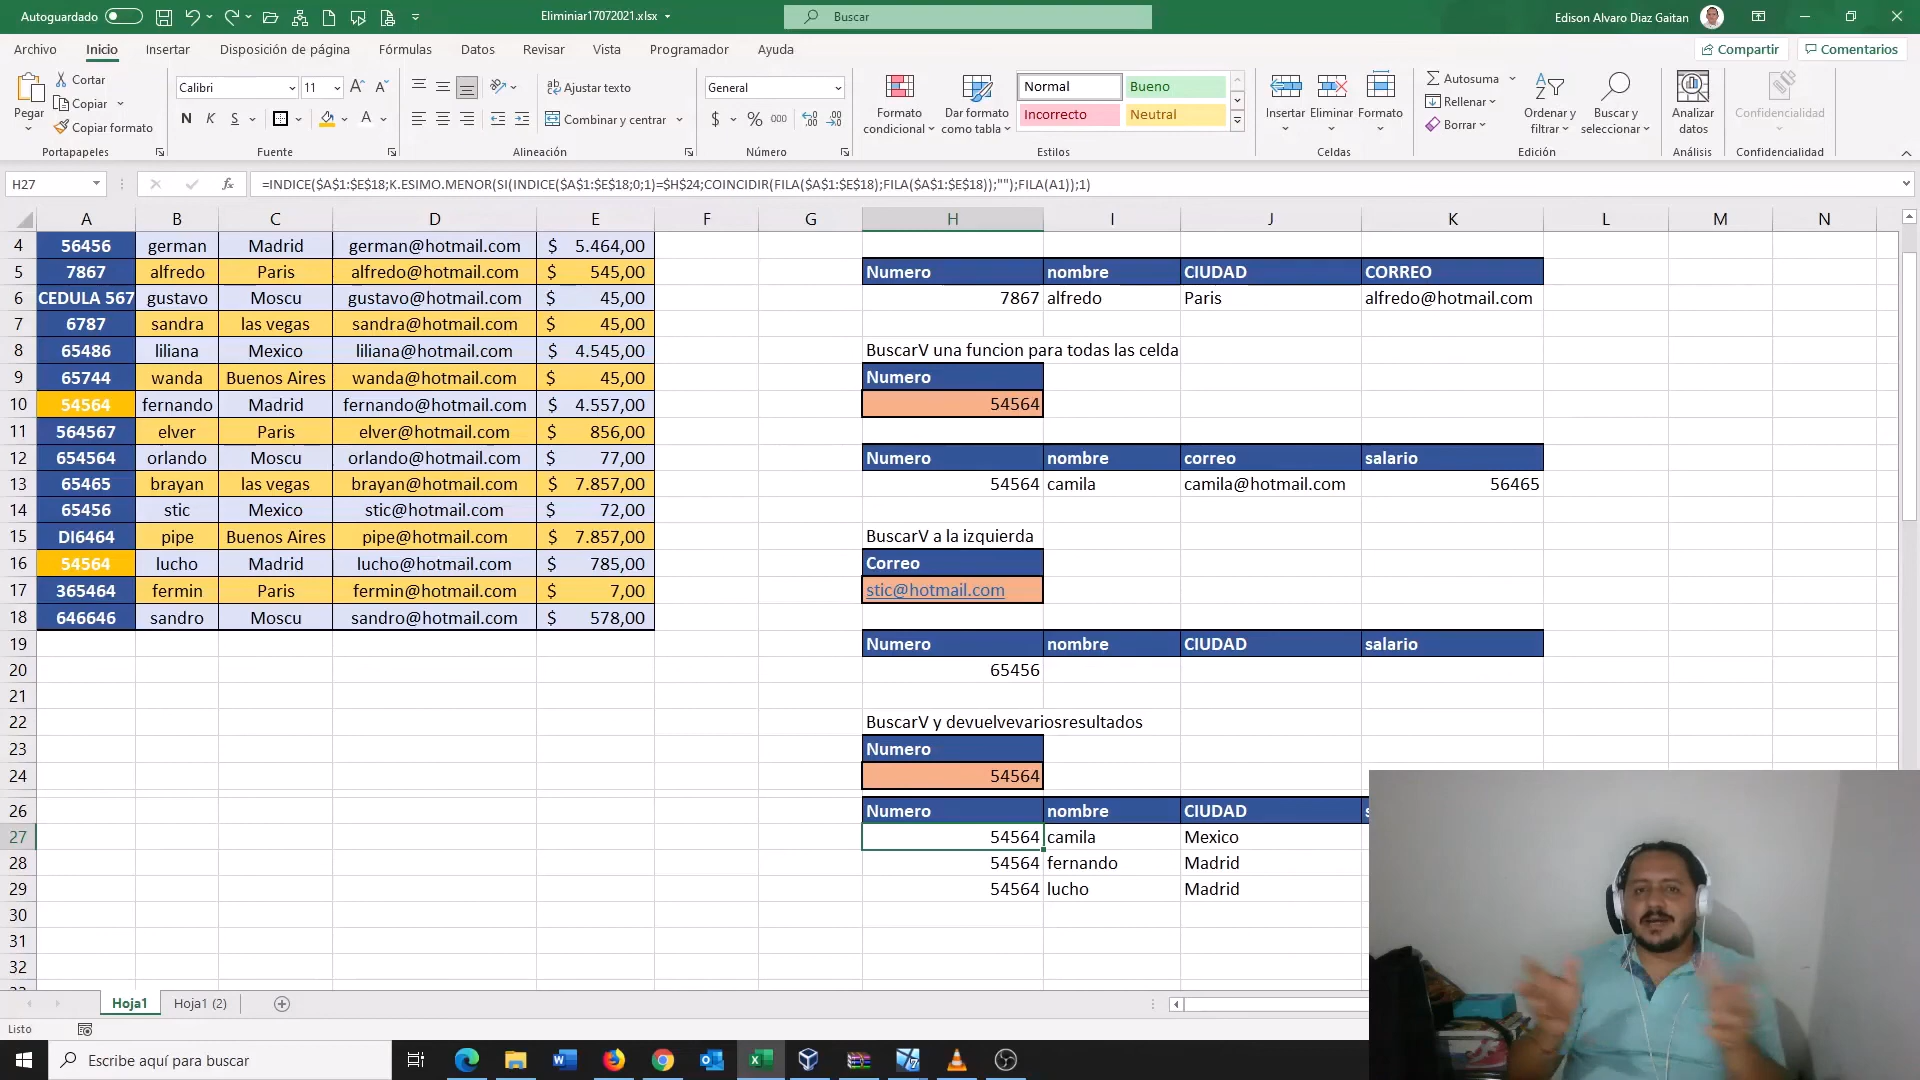 Autoguardado
Eliminiar17072021.xlsx
Buscar
Edison Alvaro Diaz Gaitan
Archivo Inicio Insertar Disposición de página Fórmulas Datos Revisar Vista Programador Ayuda
Compartir Comentarios
Pegar
Cortar
Copiar
Copiar formato
Portapapeles
Calibri 11
N K S
Fuente
Ajustar texto
Combinar y centrar
Alineación
General
$ % 000
Número
Formato condicional
Dar formato como tabla
Normal Bueno
Incorrecto Neutral
Estilos
Insertar Eliminar Formato
Celdas
Autosuma
Rellenar
Borrar
Ordenar y filtrar
Buscar y seleccionar
Edición
Analizar datos
Análisis
Confidencialidad
Confidencialidad
H27
fx
=INDICE($A$1:$E$18;K.ESIMO.MENOR(SI(INDICE($A$1:$E$18;0;1)=$H$24;COINCIDIR(FILA($A$1:$E$18);FILA($A$1:$E$18));"");FILA(A1));1)
A B C D E F G H I J K L M N
4 56456 german Madrid german@hotmail.com $ 5.464,00
5 7867 alfredo Paris alfredo@hotmail.com $ 545,00 Numero nombre CIUDAD CORREO
6 CEDULA 567 gustavo Moscu gustavo@hotmail.com $ 45,00 7867 alfredo Paris alfredo@hotmail.com
7 6787 sandra las vegas sandra@hotmail.com $ 45,00
8 65486 liliana Mexico liliana@hotmail.com $ 4.545,00 BuscarV una funcion para todas las celda
9 65744 wanda Buenos Aires wanda@hotmail.com $ 45,00 Numero
10 54564 fernando Madrid fernando@hotmail.com $ 4.557,00 54564
11 564567 elver Paris elver@hotmail.com $ 856,00
12 654564 orlando Moscu orlando@hotmail.com $ 77,00 Numero nombre correo salario
13 65465 brayan las vegas brayan@hotmail.com $ 7.857,00 54564 camila camila@hotmail.com 56465
14 65456 stic Mexico stic@hotmail.com $ 72,00
15 DI6464 pipe Buenos Aires pipe@hotmail.com $ 7.857,00 BuscarV a la izquierda
16 54564 lucho Madrid lucho@hotmail.com $ 785,00 Correo
17 365464 fermin Paris fermin@hotmail.com $ 7,00 stic@hotmail.com
18 646646 sandro Moscu sandro@hotmail.com $ 578,00
19 Numero nombre CIUDAD salario
20 65456
21
22 BuscarV y devuelvevariosresultados
23 Numero
24 54564
26 Numero nombre CIUDAD
27 54564 camila Mexico
28 54564 fernando Madrid
29 54564 lucho Madrid
30
31
32
Hoja1 Hoja1 (2)
Listo
Escribe aquí para buscar